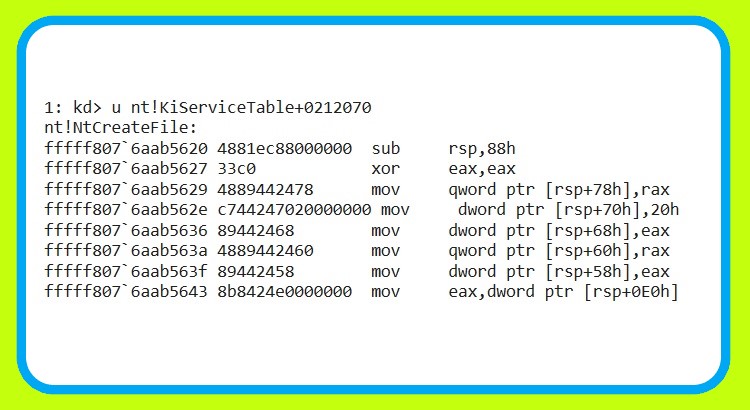 1: kd> u nt!KiServiceTable+0212070
nt!NtCreateFile:
fffff807`6aab5620 4881ec88000000  sub     rsp,88h
fffff807`6aab5627 33c0            xor     eax,eax
fffff807`6aab5629 4889442478      mov     qword ptr [rsp+78h],rax
fffff807`6aab562e c744247020000000 mov     dword ptr [rsp+70h],20h
fffff807`6aab5636 89442468        mov     dword ptr [rsp+68h],eax
fffff807`6aab563a 4889442460      mov     qword ptr [rsp+60h],rax
fffff807`6aab563f 89442458        mov     dword ptr [rsp+58h],eax
fffff807`6aab5643 8b8424e0000000  mov     eax,dword ptr [rsp+0E0h]